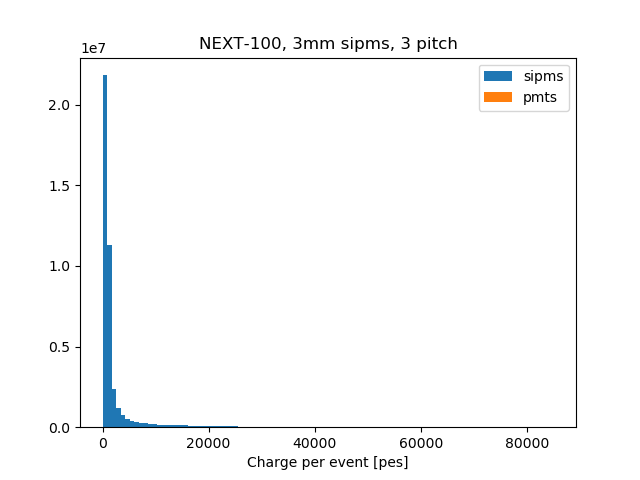 NEXT-100, 3mm sipms, 3 pitch
1e7
sipms
pmts
2.0
1.5
1.0
0.5
0.0
0 20000 40000 60000 80000
Charge per event [pes]